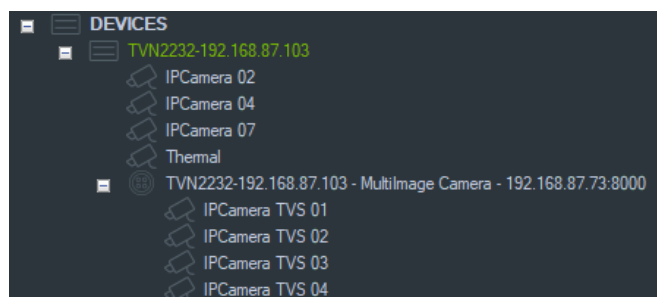 DEVICES
TVN2232-192.168.87.103
IPCamera 02
IPCamera 04
IPCamera 07
Thermal
TVN2232-192.168.87.103 - MultiImage Camera - 192.168.87.73:8000
IPCamera TVS 01
IPCamera TVS 02
IPCamera TVS 03
IPCamera TVS 04